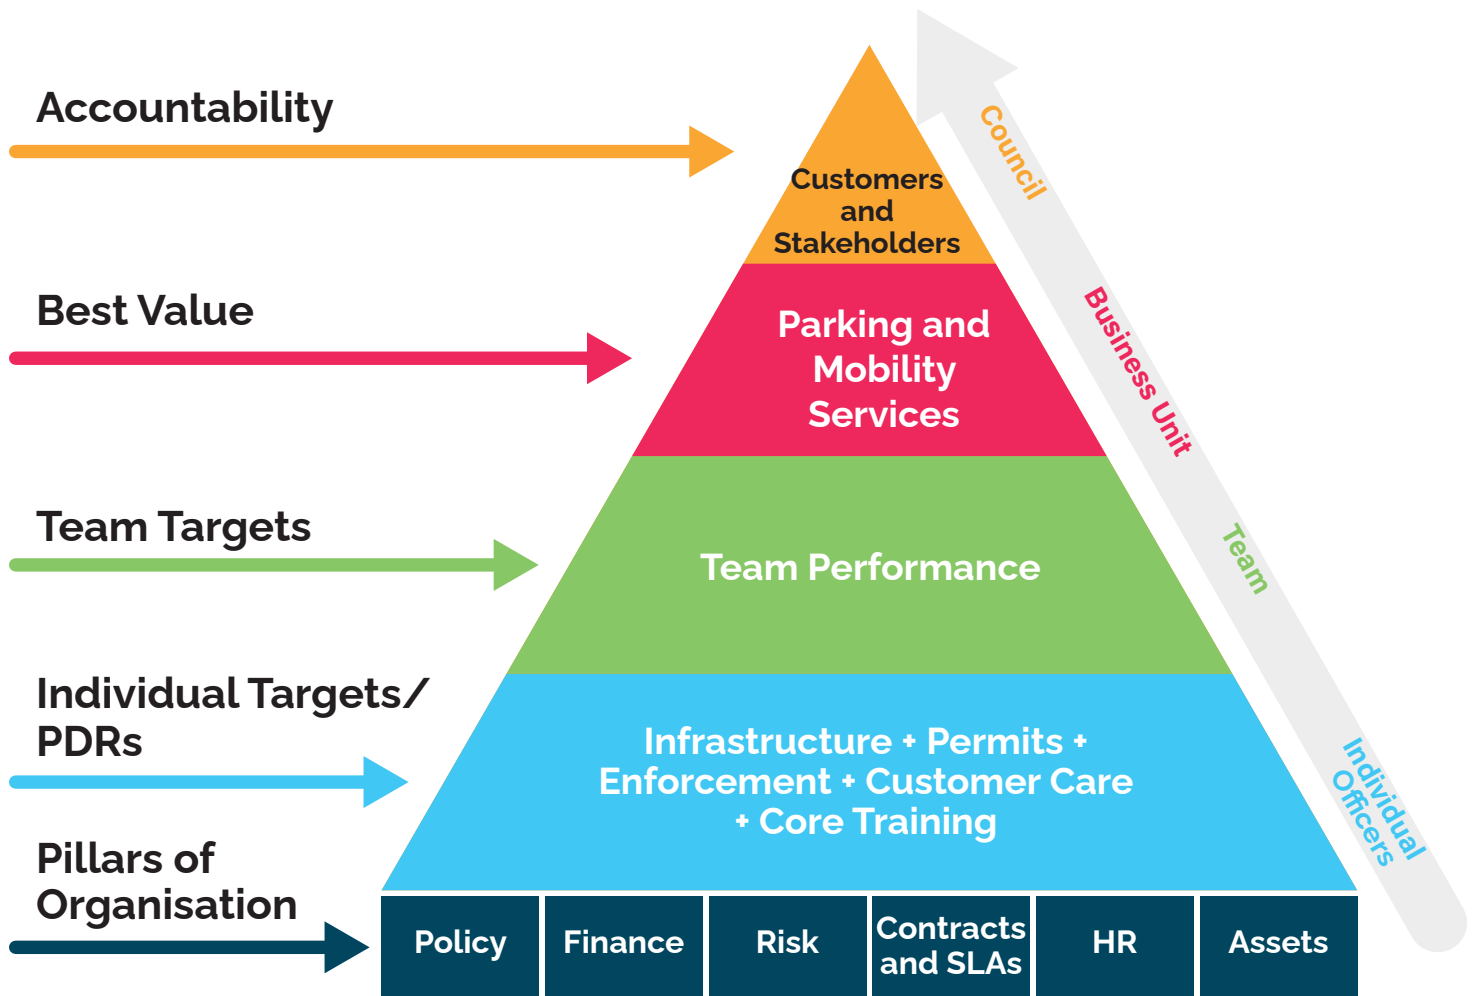 Accountability
Customers
and
Stakeholders
Council
Best Value
Parking and
Mobility
Services
Business Unit
Team Targets
Team Performance
Team
Individual Targets/
PDRs
Infrastructure + Permits +
Enforcement + Customer Care
+ Core Training
Individual
Officers
Pillars of
Organisation
Policy
Finance
Risk
Contracts
and SLAs
HR
Assets